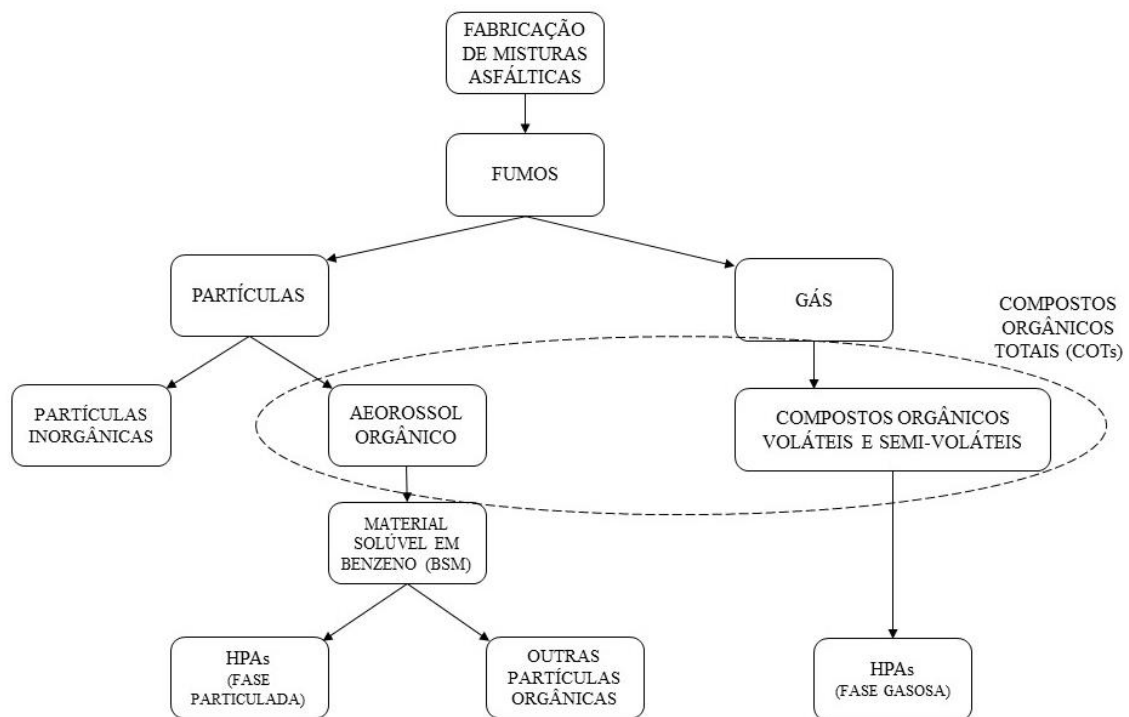 FABRICAÇÃO
DE MISTURAS
ASFÁLTICAS
FUMOS
PARTÍCULAS
GÁS
COMPOSTOS
ORGÂNICOS
TOTAIS (COTs)
PARTÍCULAS
INORGÂNICAS
AEOROSSOL
ORGÂNICO
COMPOSTOS ORGÂNICOS
VOLÁTEIS E SEMI-VOLÁTEIS
MATERIAL
SOLÚVEL EM
BENZENO (BSM)
HPAs
(FASE
PARTICULADA)
OUTRAS
PARTÍCULAS
ORGÂNICAS
HPAs
(FASE GASOSA)